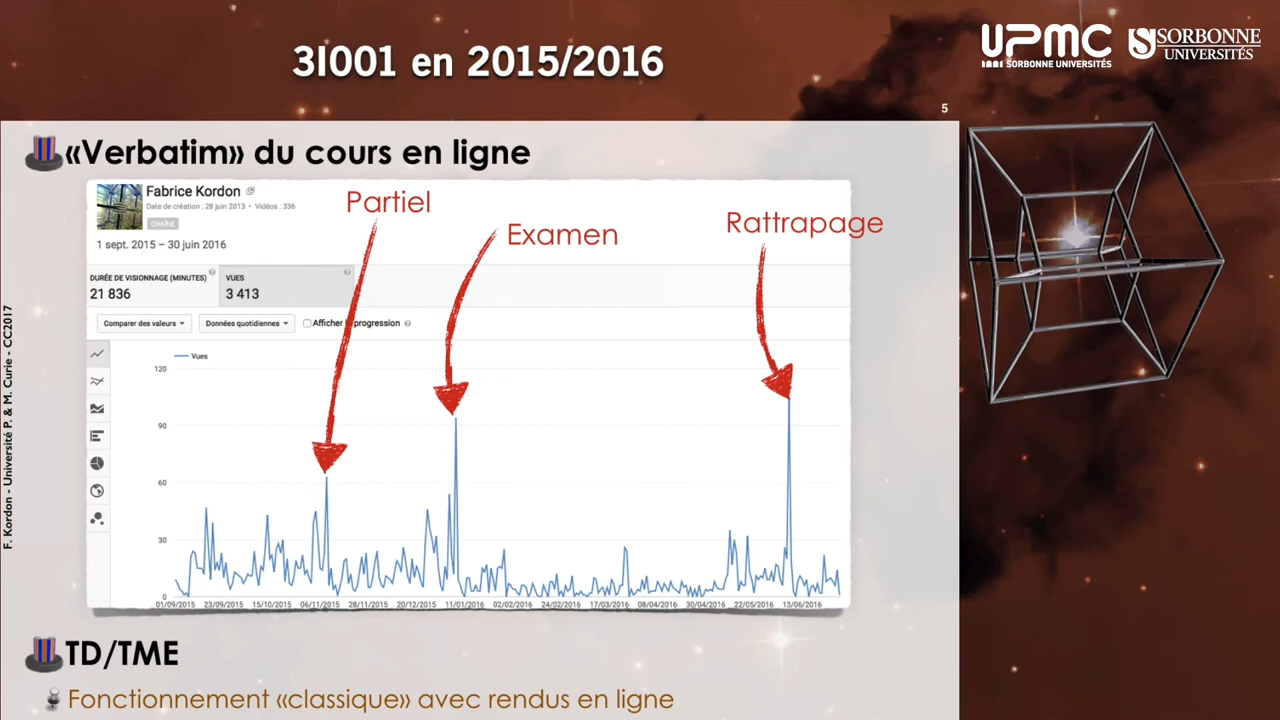 3I001 en 2015/2016
UPMC
SORBONNE UNIVERSITÉS
SORBONNE
UNIVERSITÉS
5
«Verbatim» du cours en ligne
Fabrice Kordon
Date de création : 28 juin 2013 • Vidéos : 336
CHAÎNE
1 sept. 2015 – 30 juin 2016
Partiel
Examen
Rattrapage
DURÉE DE VISIONNAGE (MINUTES)
21 836
VUES
3 413
Comparer des valeurs
Données quotidiennes
Afficher progression
Vues
120
90
60
30
0
01/09/2015 23/09/2015 15/10/2015 06/11/2015 28/11/2015 20/12/2015 11/01/2016 02/02/2016 24/02/2016 17/03/2016 08/04/2016 30/04/2016 22/05/2016 13/06/2016
TD/TME
Fonctionnement «classique» avec rendus en ligne
F. Kordon - Université P. & M. Curie - CC2017